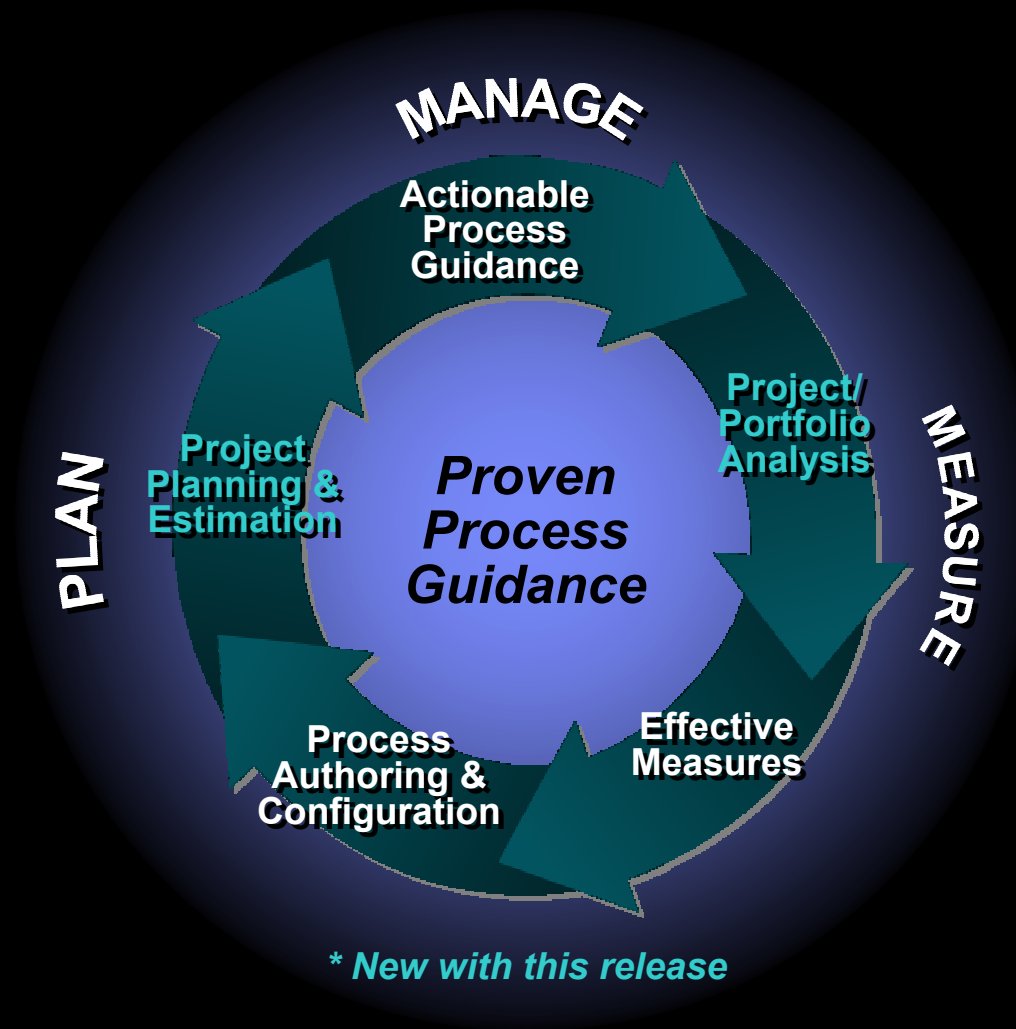 MANAGE
Actionable
Process
Guidance
Project/
Portfolio
Analysis
MEASURE
Effective
Measures
Process
Authoring &
Configuration
PLAN
Project
Planning &
Estimation
Proven
Process
Guidance
* New with this release